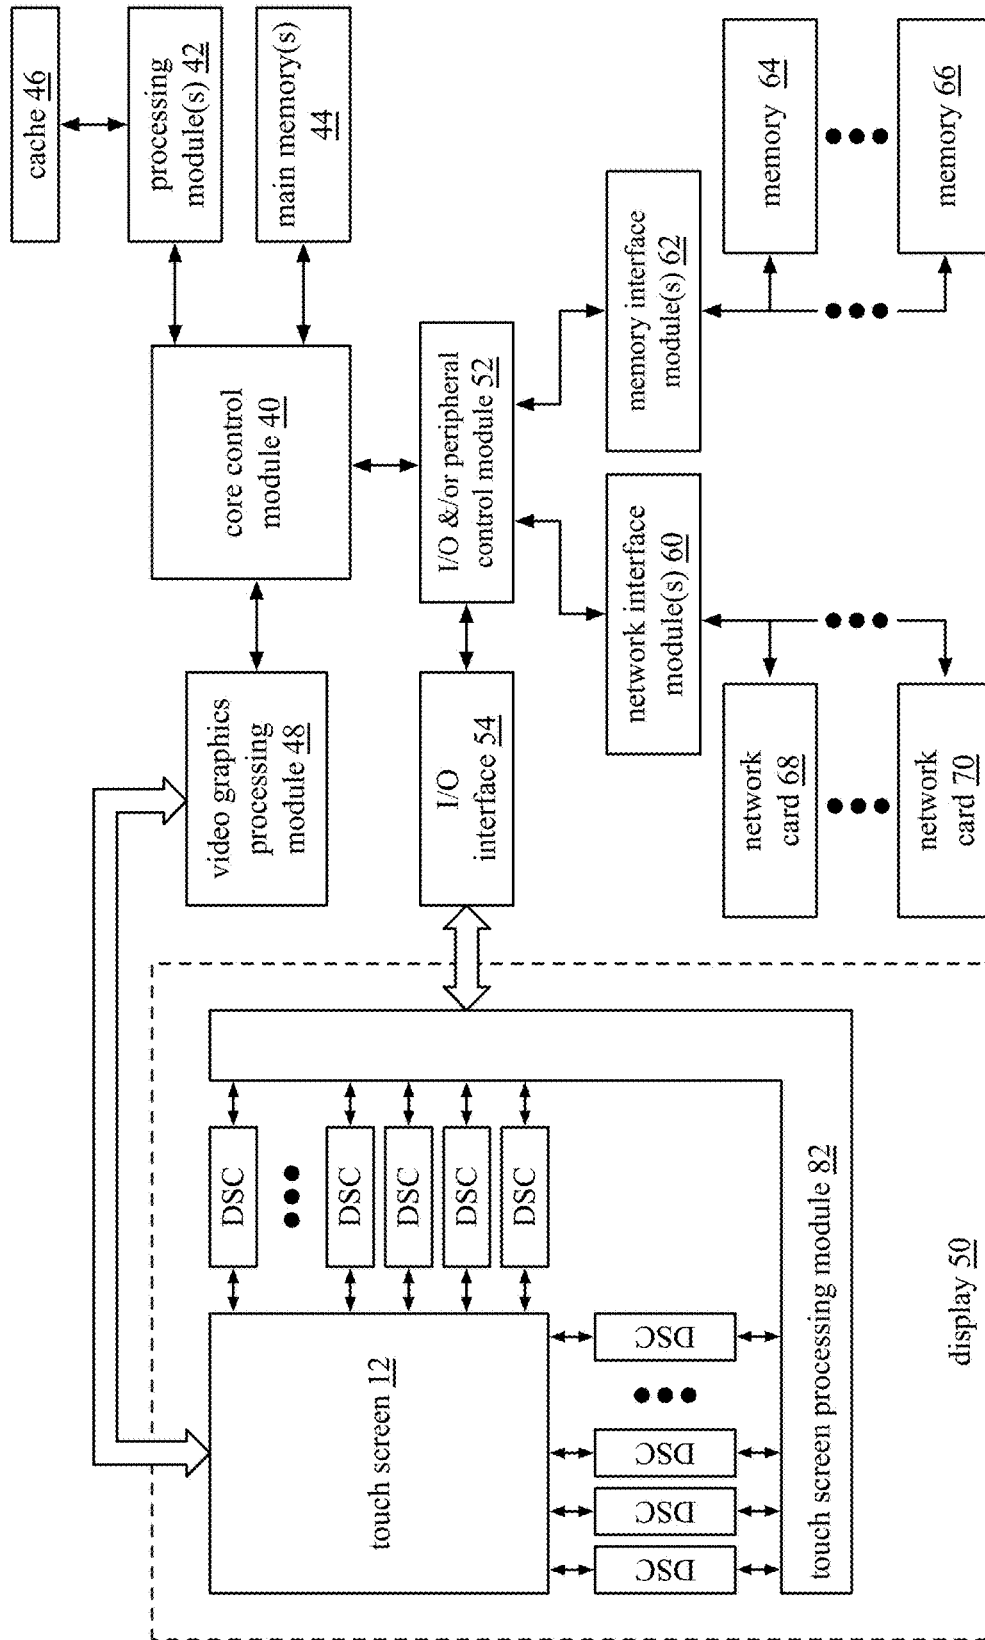 cache 46
processing
module(s) 42
main memory(s)
44
core control
module 40
video graphics
processing
module 48
I/O &/or peripheral
control module 52
I/O
interface 54
memory interface
module(s) 62
network interface
module(s) 60
memory 64
memory 66
network
card 68
network
card 70
touch screen 12
DSC
DSC
DSC
DSC
DSC
DSC
DSC
DSC
DSC
touch screen processing module 82
display 50